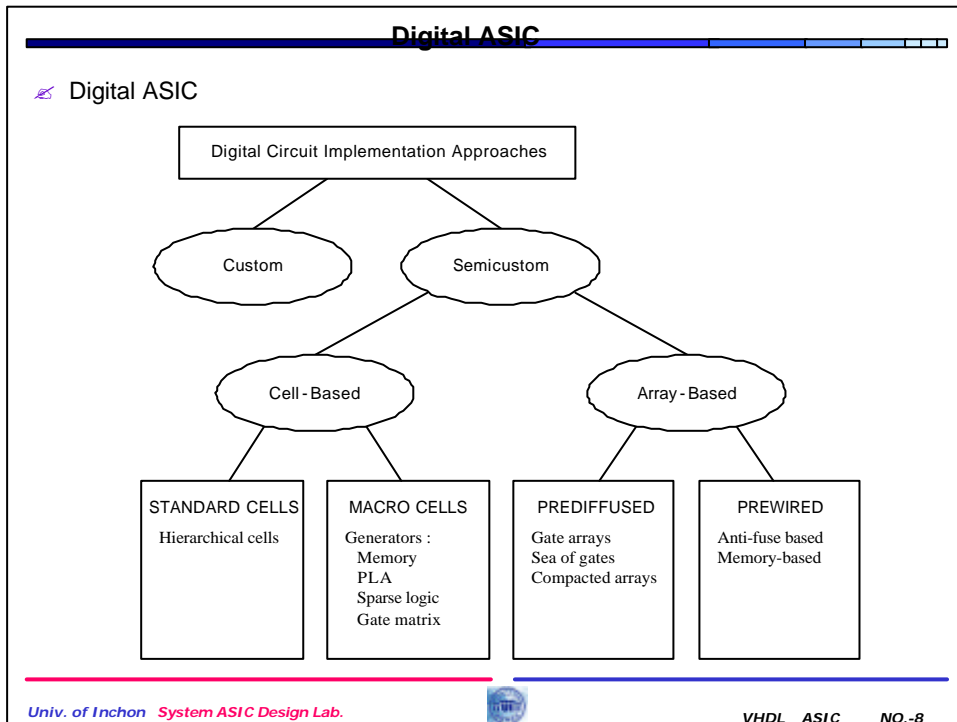 Digital ASIC
Digital ASIC
Digital Circuit Implementation Approaches
Custom
Semicustom
Cell-Based
Array-Based
STANDARD CELLS
Hierarchical cells
MACRO CELLS
Generators :
Memory
PLA
Sparse logic
Gate matrix
PREDIFFUSED
Gate arrays
Sea of gates
Compacted arrays
PREWIRED
Anti-fuse based
Memory-based
Univ. of Inchon System ASIC Design Lab.
VHDL ASIC NO.-8